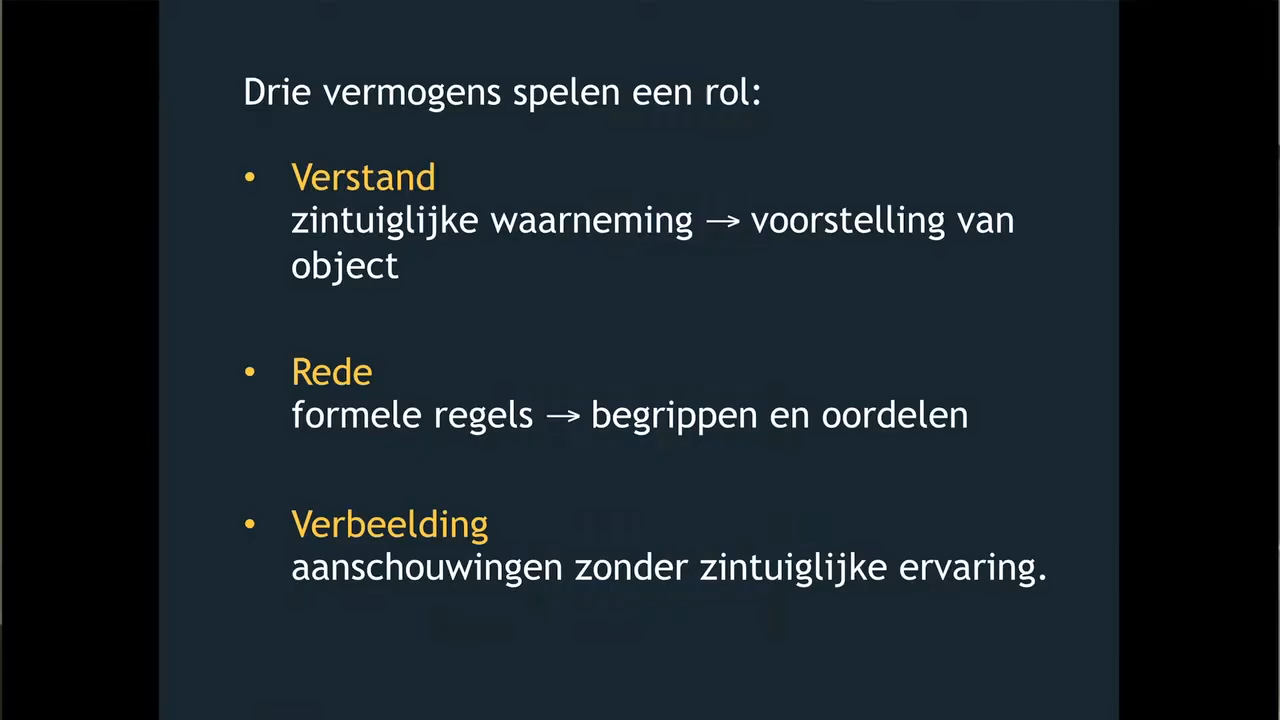 Drie vermogens spelen een rol:
• Verstand
zintuiglijke waarneming → voorstelling van
object
• Rede
formele regels → begrippen en oordelen
• Verbeelding
aanschouwingen zonder zintuiglijke ervaring.